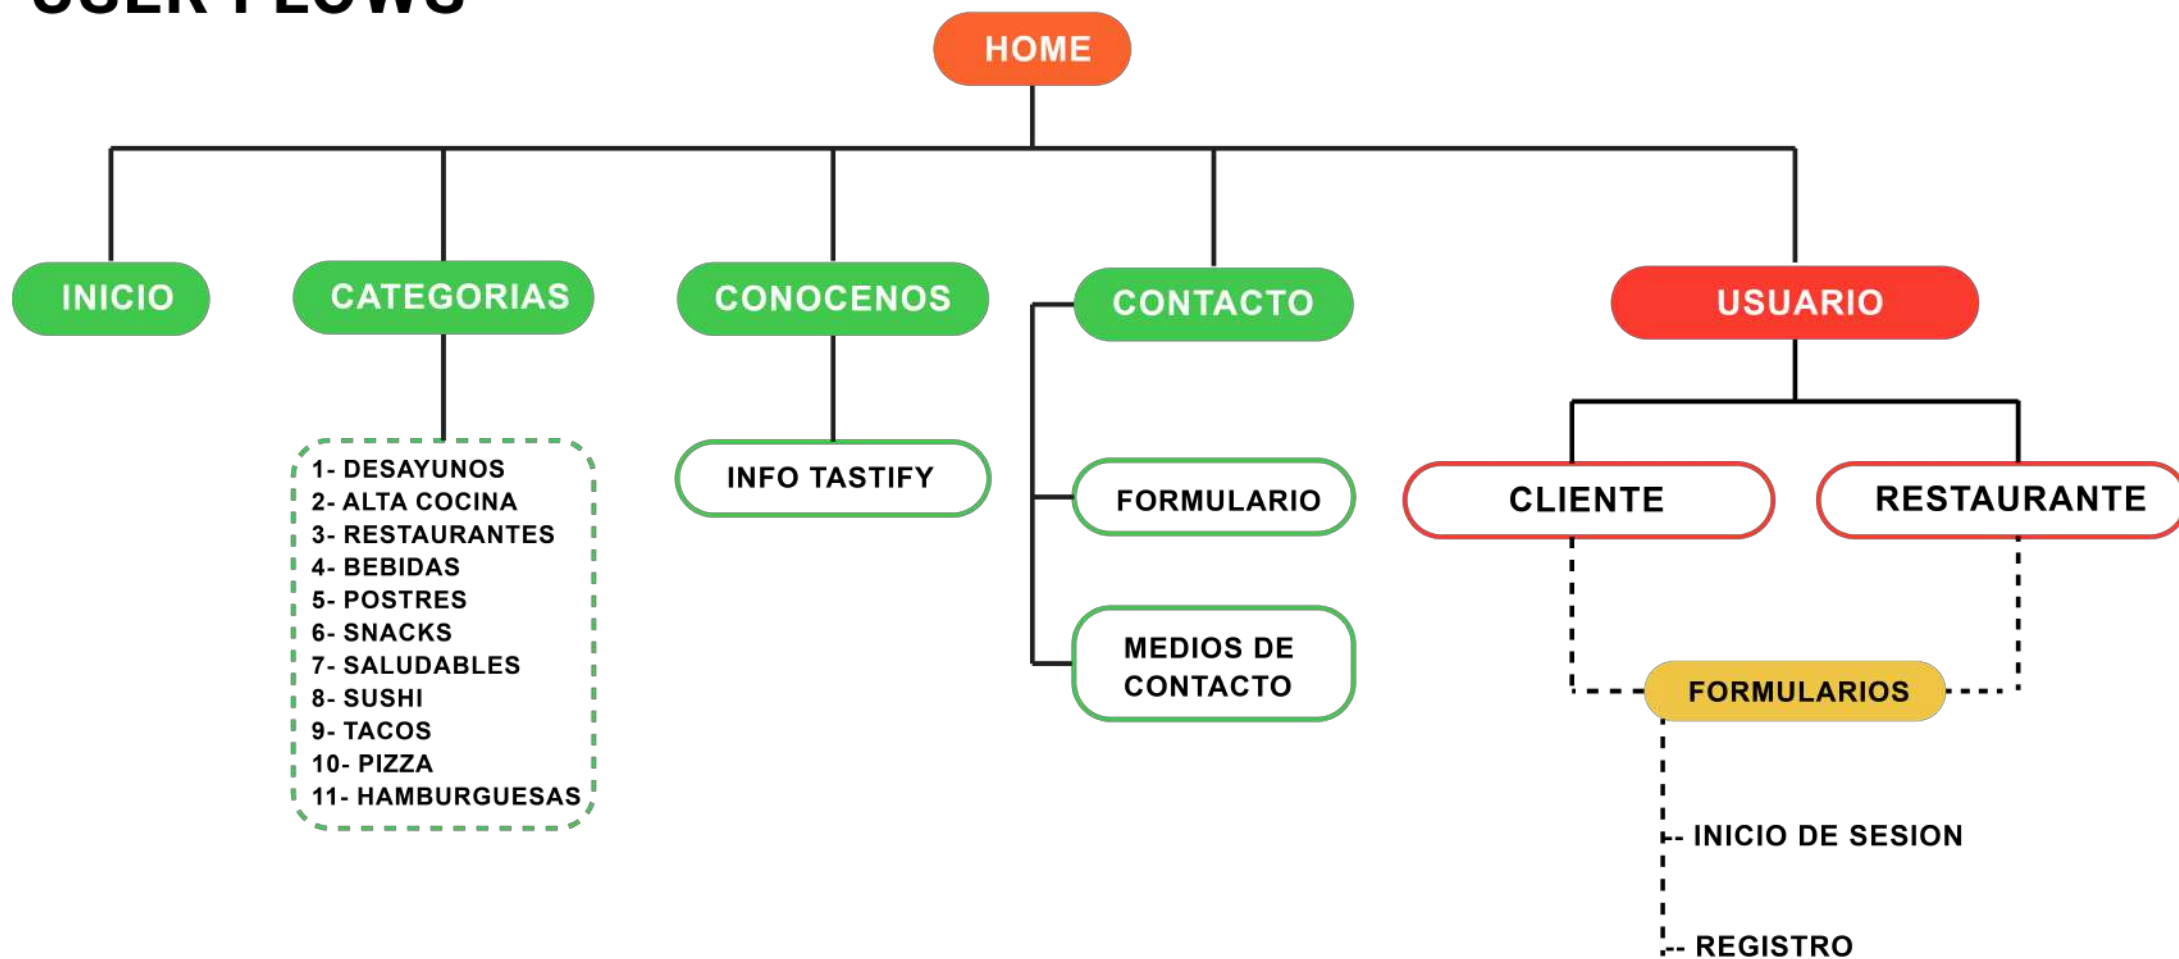 USER FLOWS
HOME
INICIO
CATEGORIAS
CONOCENOS
CONTACTO
USUARIO
1- DESAYUNOS
2- ALTA COCINA
3- RESTAURANTES
4- BEBIDAS
5- POSTRES
6- SNACKS
7- SALUDABLES
8- SUSHI
9- TACOS
10- PIZZA
11- HAMBURGUESAS
INFO TASTIFY
FORMULARIO
MEDIOS DE
CONTACTO
CLIENTE
RESTAURANTE
FORMULARIOS
-- INICIO DE SESION
-- REGISTRO